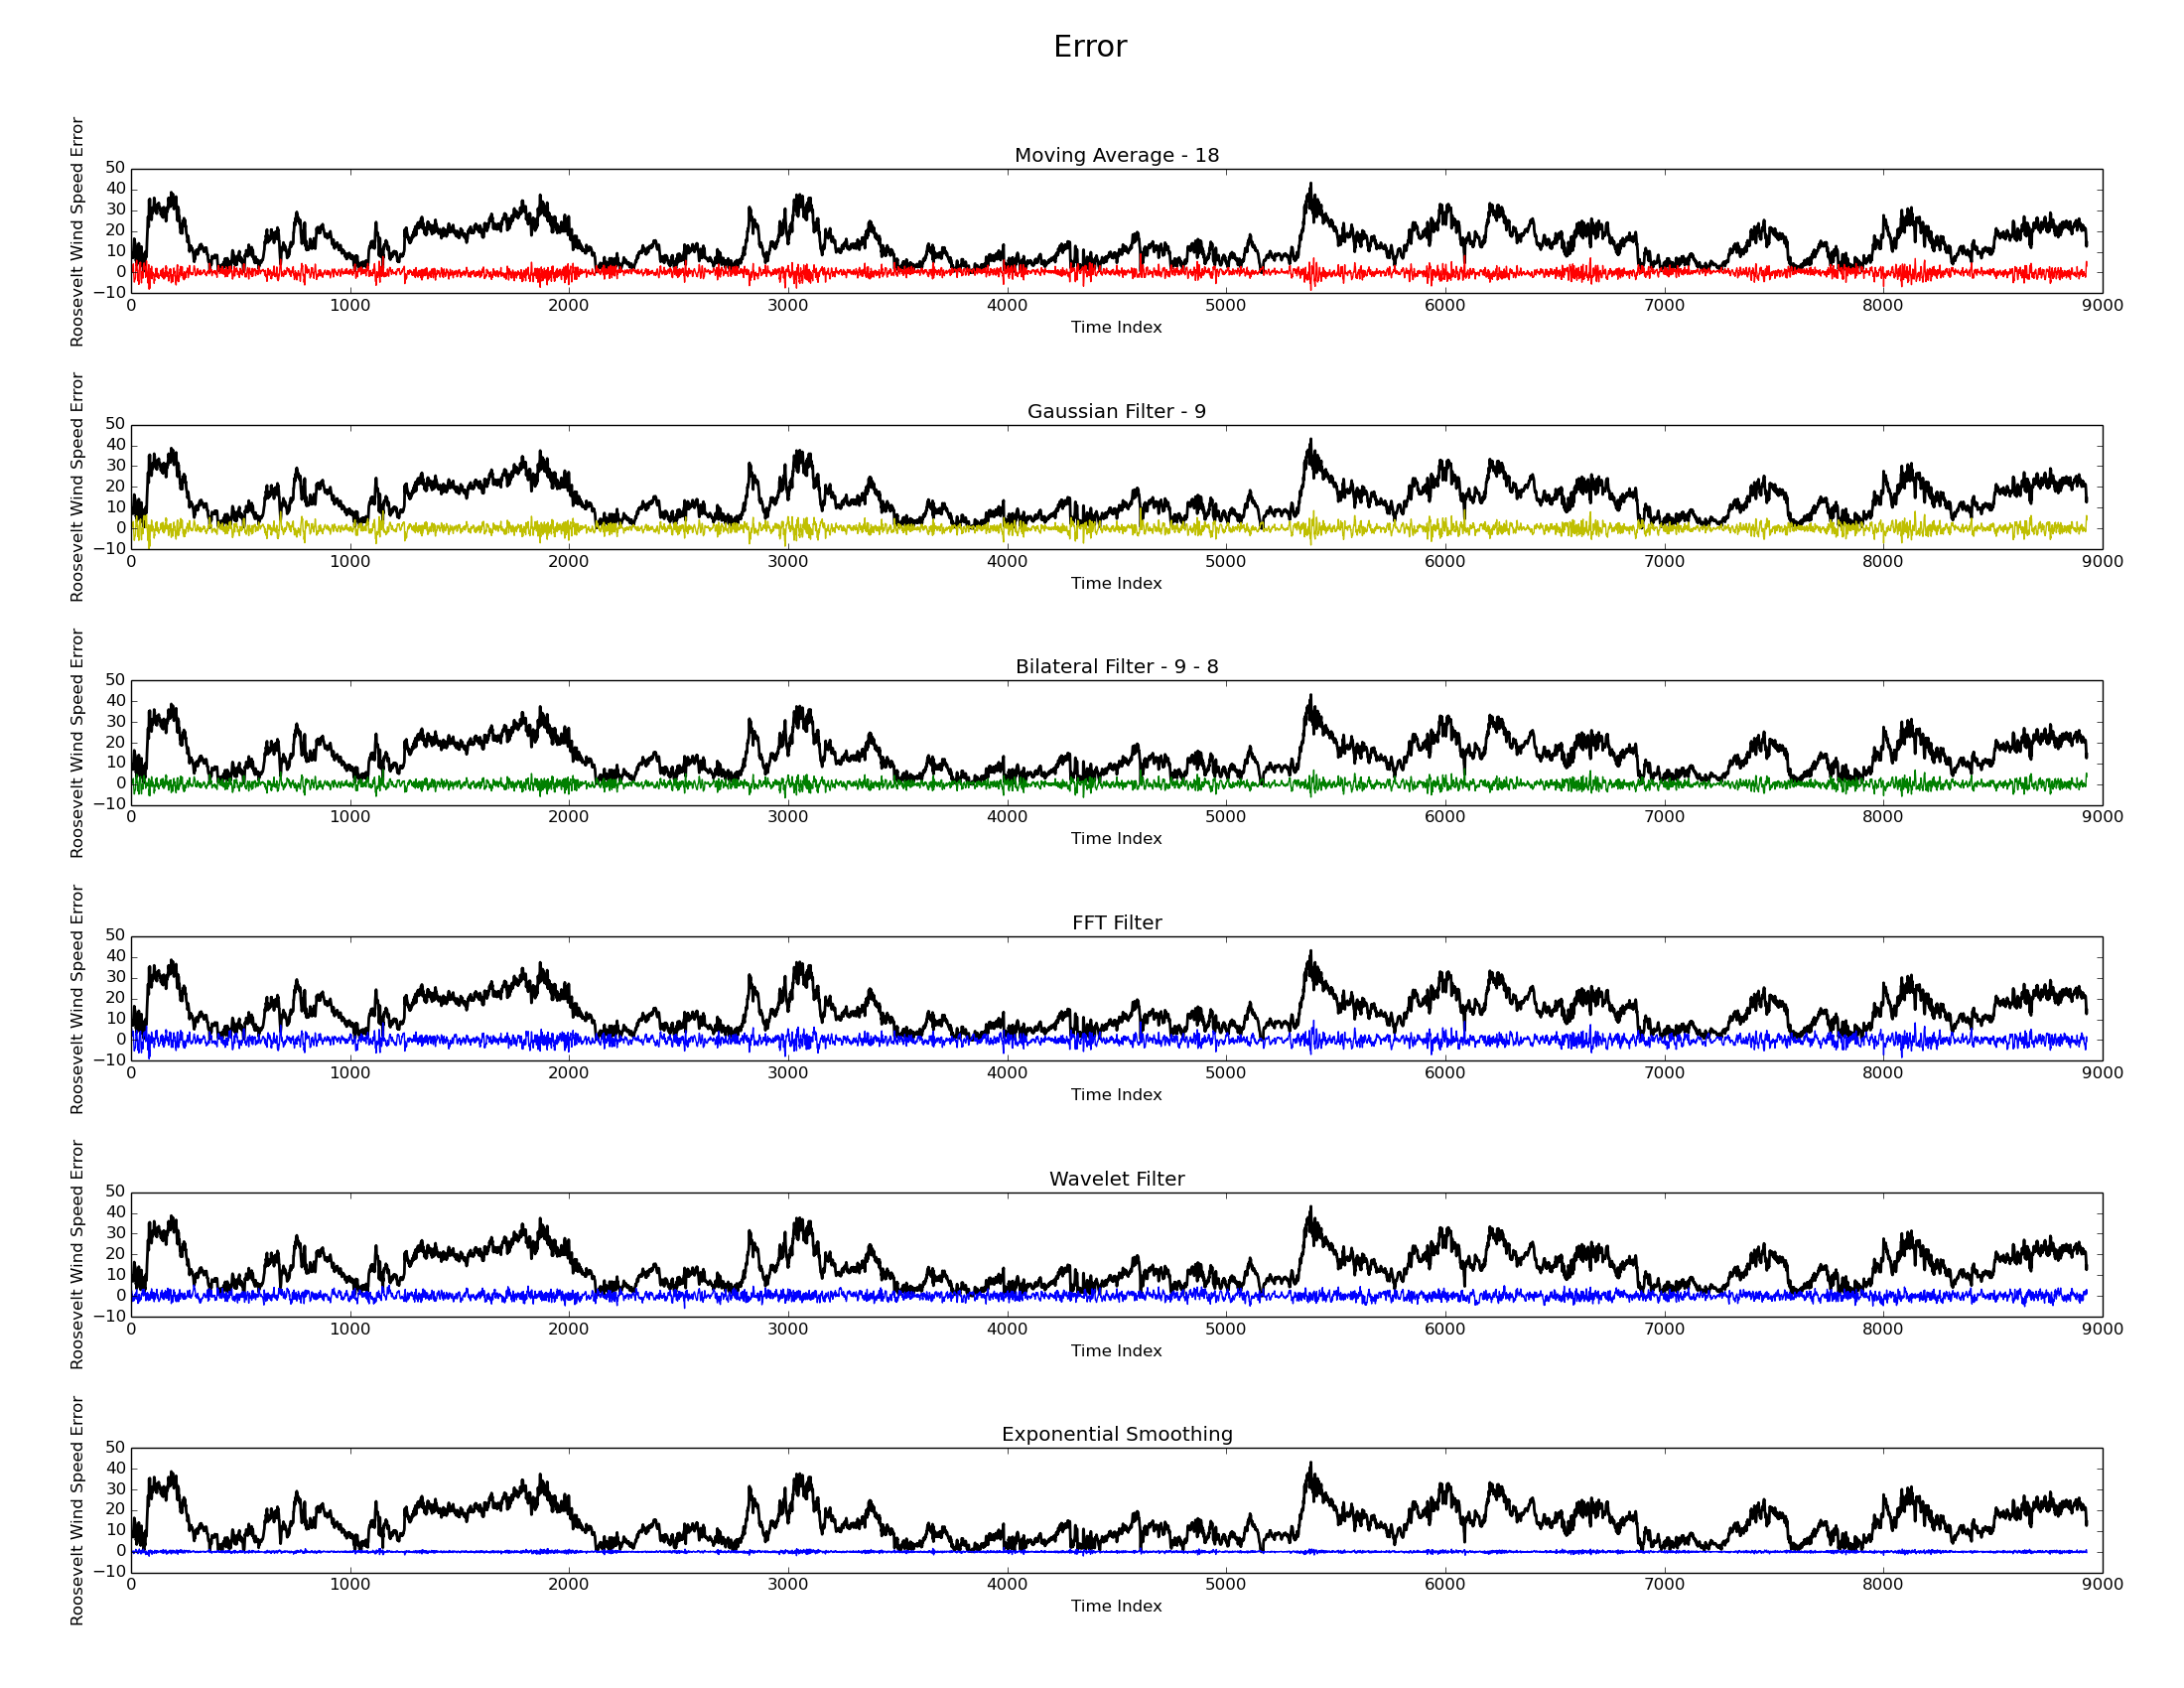 Error
Moving Average - 18
Roosevelt Wind Speed Error
50
40
30
20
10
0
−10
0 1000 2000 3000 4000 5000 6000 7000 8000 9000
Time Index
Gaussian Filter - 9
Roosevelt Wind Speed Error
50
40
30
20
10
0
−10
0 1000 2000 3000 4000 5000 6000 7000 8000 9000
Time Index
Bilateral Filter - 9 - 8
Roosevelt Wind Speed Error
50
40
30
20
10
0
−10
0 1000 2000 3000 4000 5000 6000 7000 8000 9000
Time Index
FFT Filter
Roosevelt Wind Speed Error
50
40
30
20
10
0
−10
0 1000 2000 3000 4000 5000 6000 7000 8000 9000
Time Index
Wavelet Filter
Roosevelt Wind Speed Error
50
40
30
20
10
0
−10
0 1000 2000 3000 4000 5000 6000 7000 8000 9000
Time Index
Exponential Smoothing
Roosevelt Wind Speed Error
50
40
30
20
10
0
−10
0 1000 2000 3000 4000 5000 6000 7000 8000 9000
Time Index